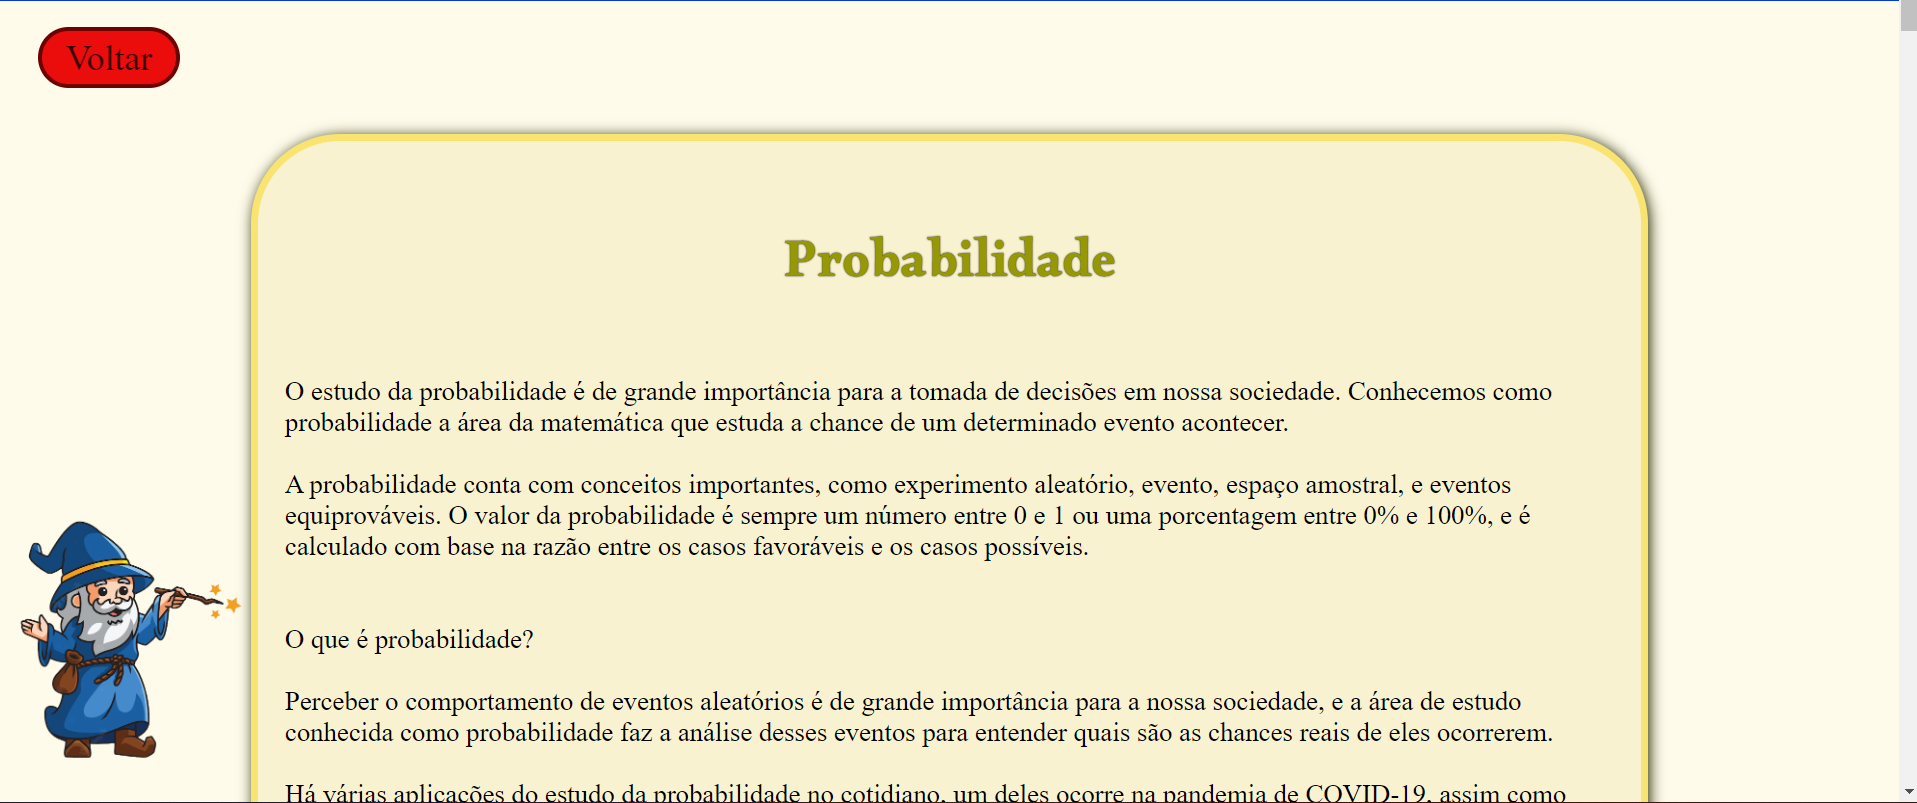 Voltar
Probabilidade
O estudo da probabilidade é de grande importância para a tomada de decisões em nossa sociedade. Conhecemos como
probabilidade a área da matemática que estuda a chance de um determinado evento acontecer.
A probabilidade conta com conceitos importantes, como experimento aleatório, evento, espaço amostral, e eventos
equiprováveis. O valor da probabilidade é sempre um número entre 0 e 1 ou uma porcentagem entre 0% e 100%, e é
calculado com base na razão entre os casos favoráveis e os casos possíveis.
O que é probabilidade?
Perceber o comportamento de eventos aleatórios é de grande importância para a nossa sociedade, e a área de estudo
conhecida como probabilidade faz a análise desses eventos para entender quais são as chances reais de eles ocorrerem.
Há várias aplicações do estudo da probabilidade no cotidiano, um deles ocorre na pandemia de COVID-19, assim como